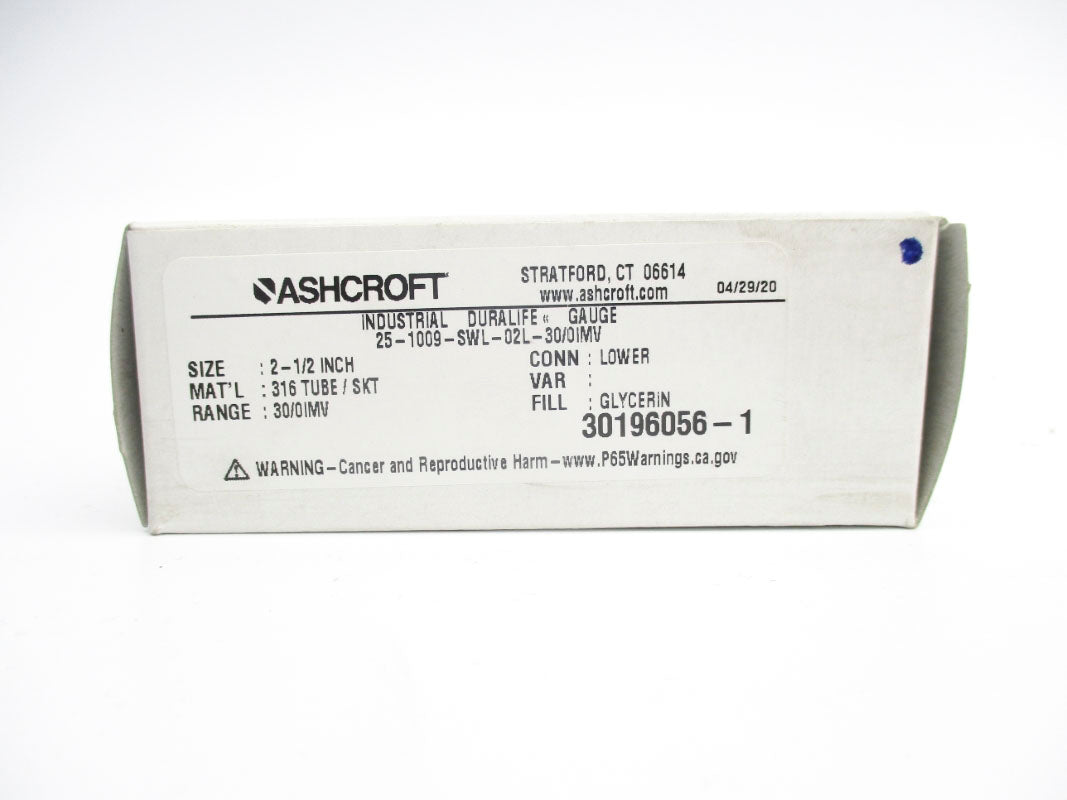 ASHCROFT
STRATFORD, CT 06614
www.ashcroft.com
04/29/20
INDUSTRIAL DURALIFE « GAUGE
25-1009-SWL-02L-30/0IMV
SIZE : 2-1/2 INCH
MAT'L : 316 TUBE / SKT
RANGE : 30/0IMV
CONN : LOWER
VAR :
FILL : GLYCERIN
30196056-1
WARNING-Cancer and Reproductive Harm-www.P65Warnings.ca.gov